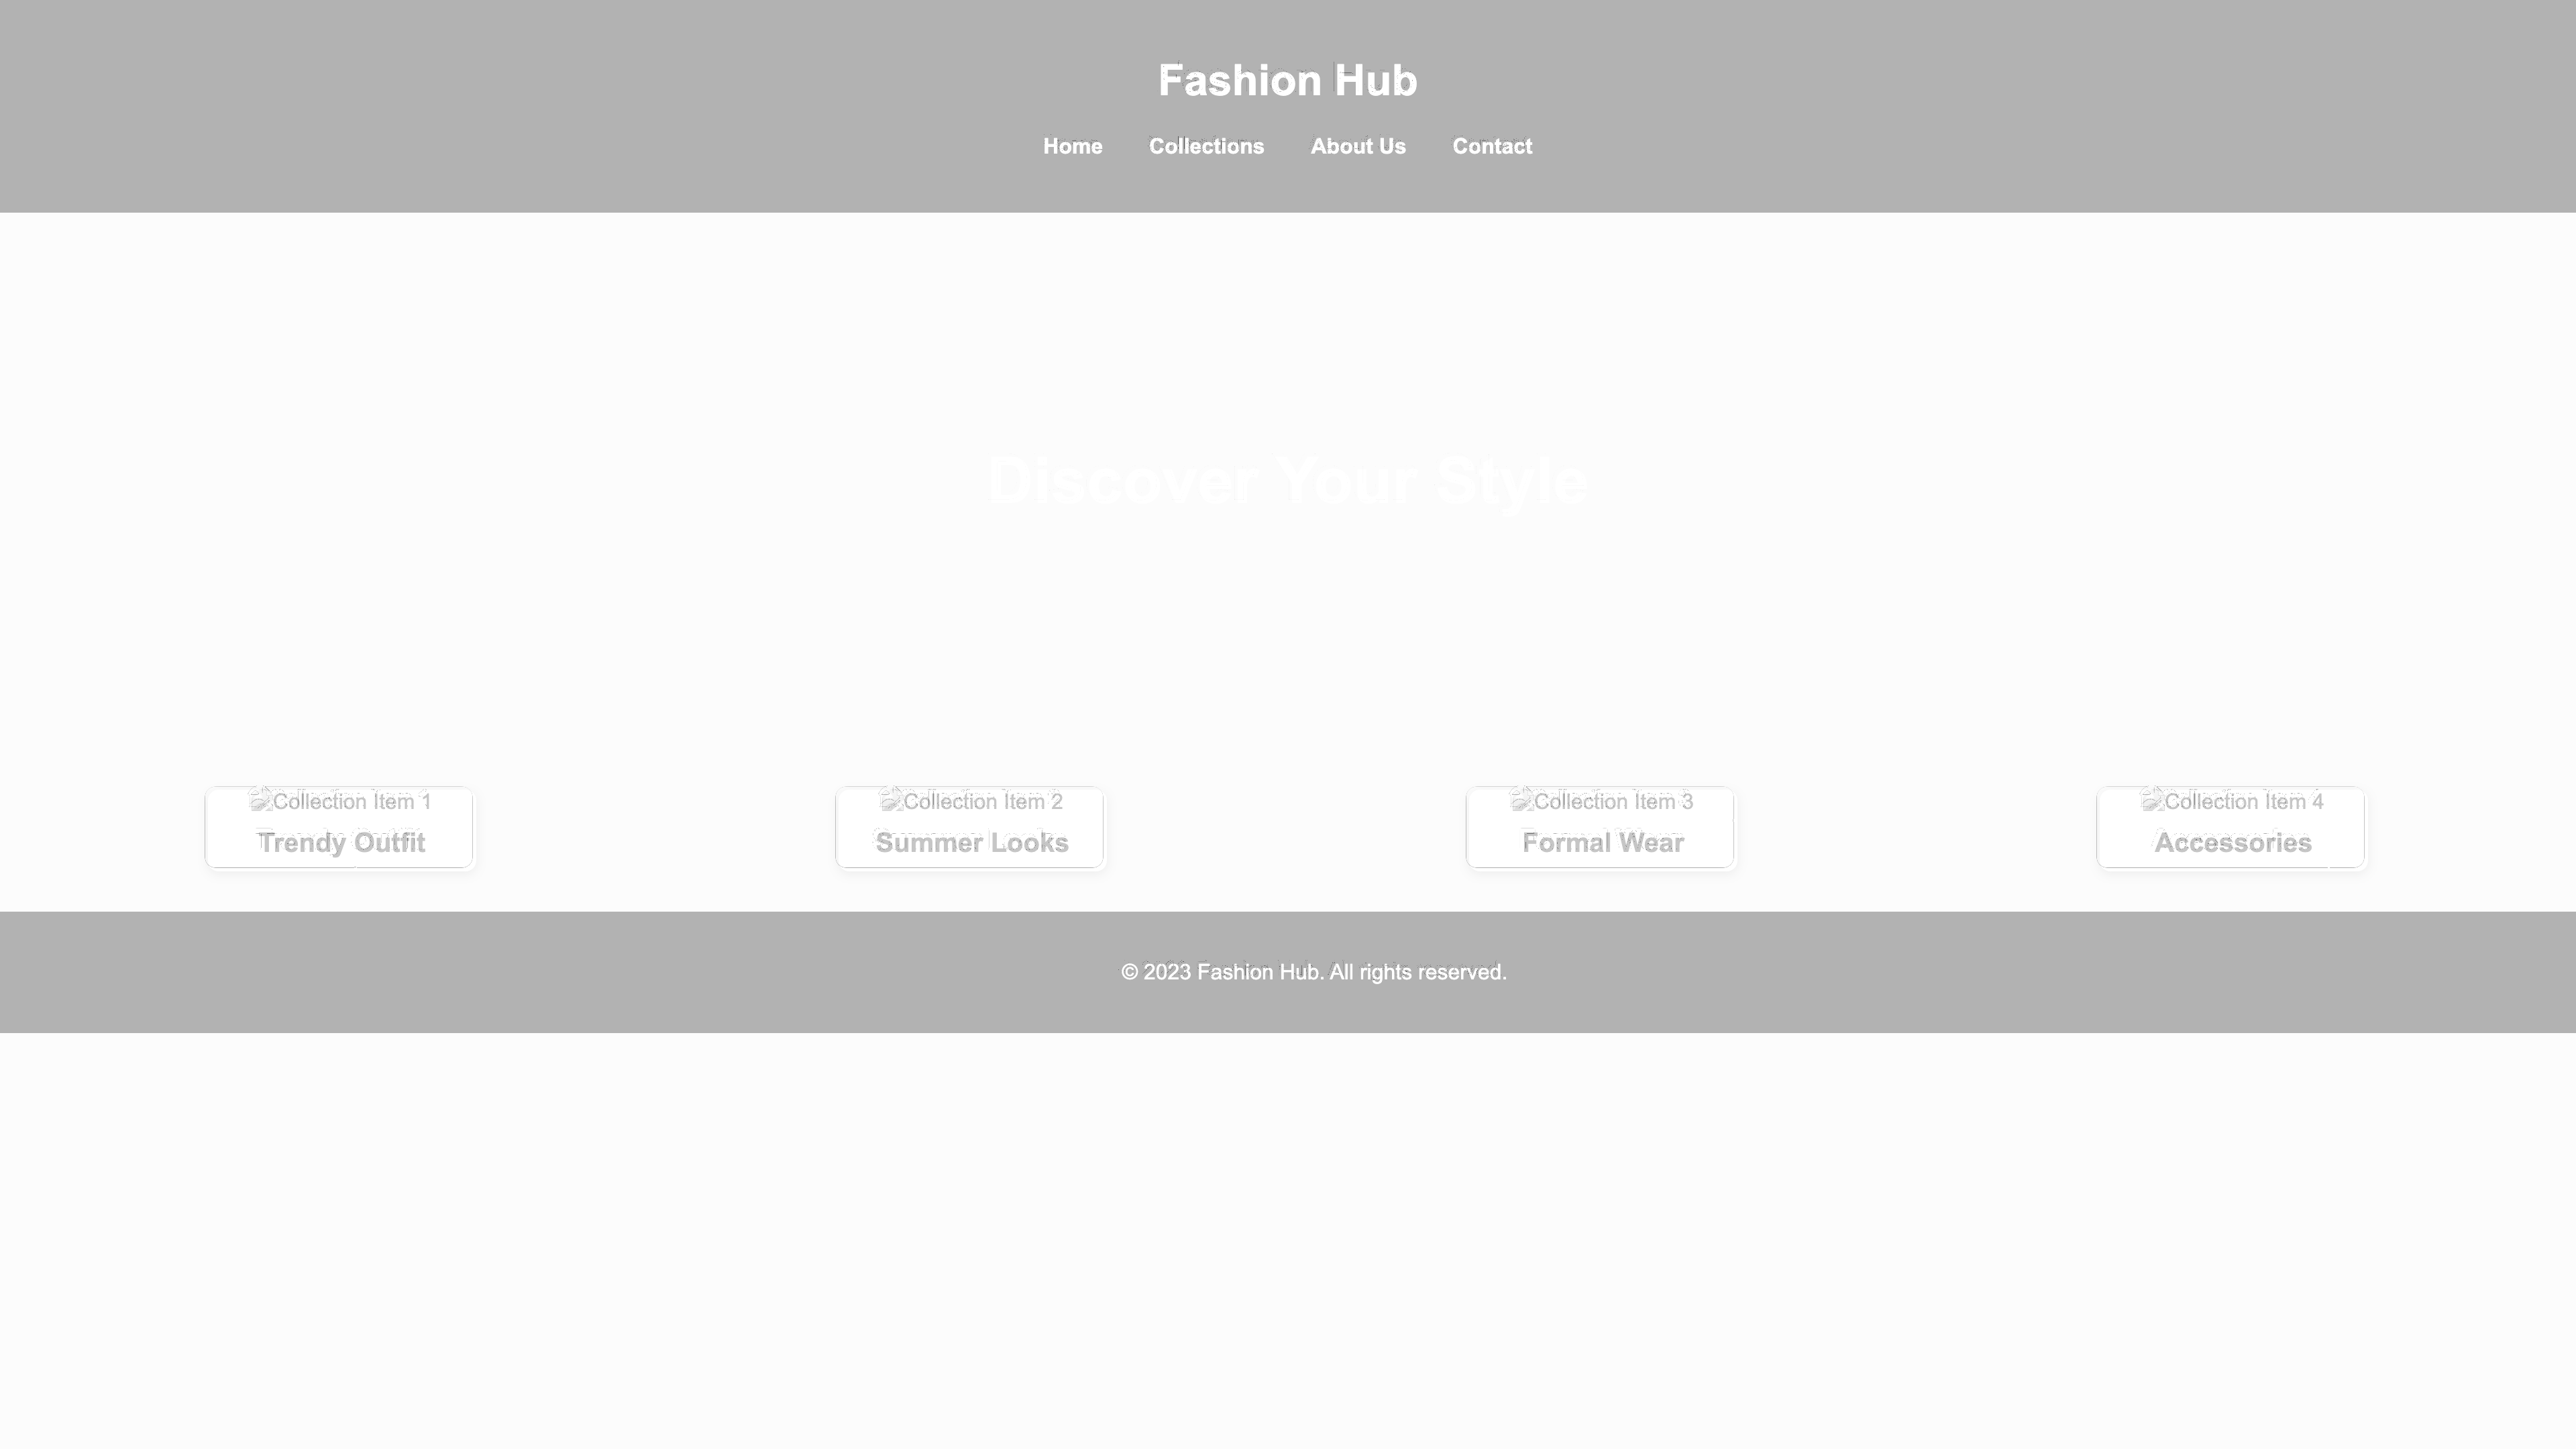 Fashion Hub
Home Collections About Us Contact
Discover Your Style
Collection Item 1 Collection Item 2 Collection Item 3 Collection Item 4
Trendy Outfit Summer Looks Formal Wear Accessories
© 2023 Fashion Hub. All rights reserved.